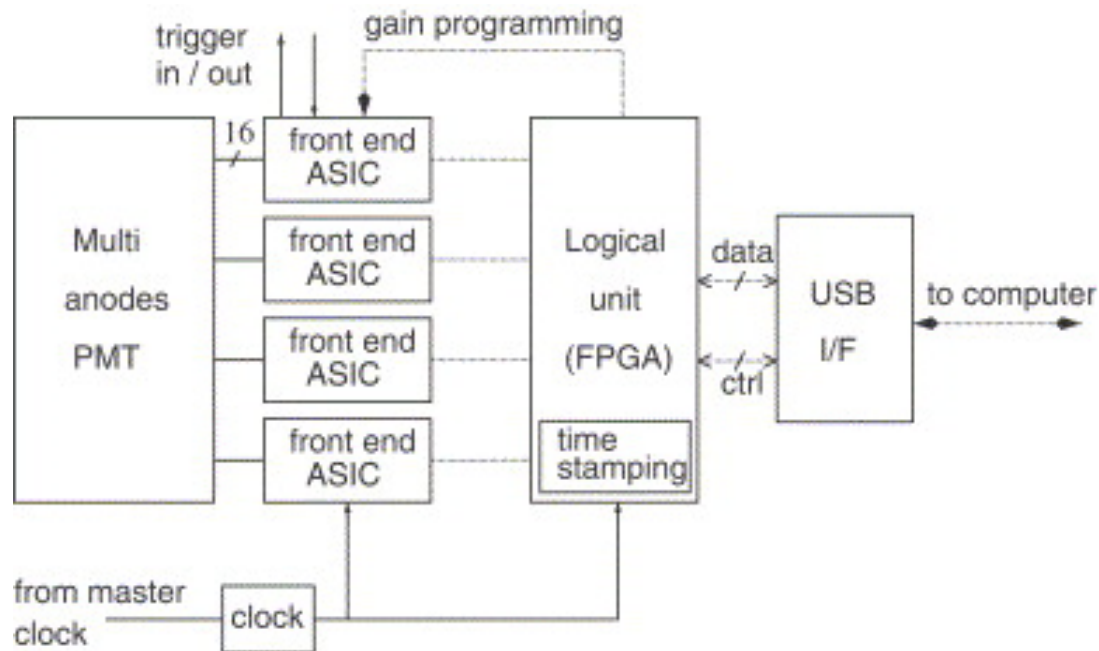 gain programming
trigger
in / out
16
front end
ASIC
front end
ASIC
front end
ASIC
front end
ASIC
Multi
anodes
PMT
Logical
unit
(FPGA)
time
stamping
data
ctrl
USB
I/F
to computer
from master
clock
clock